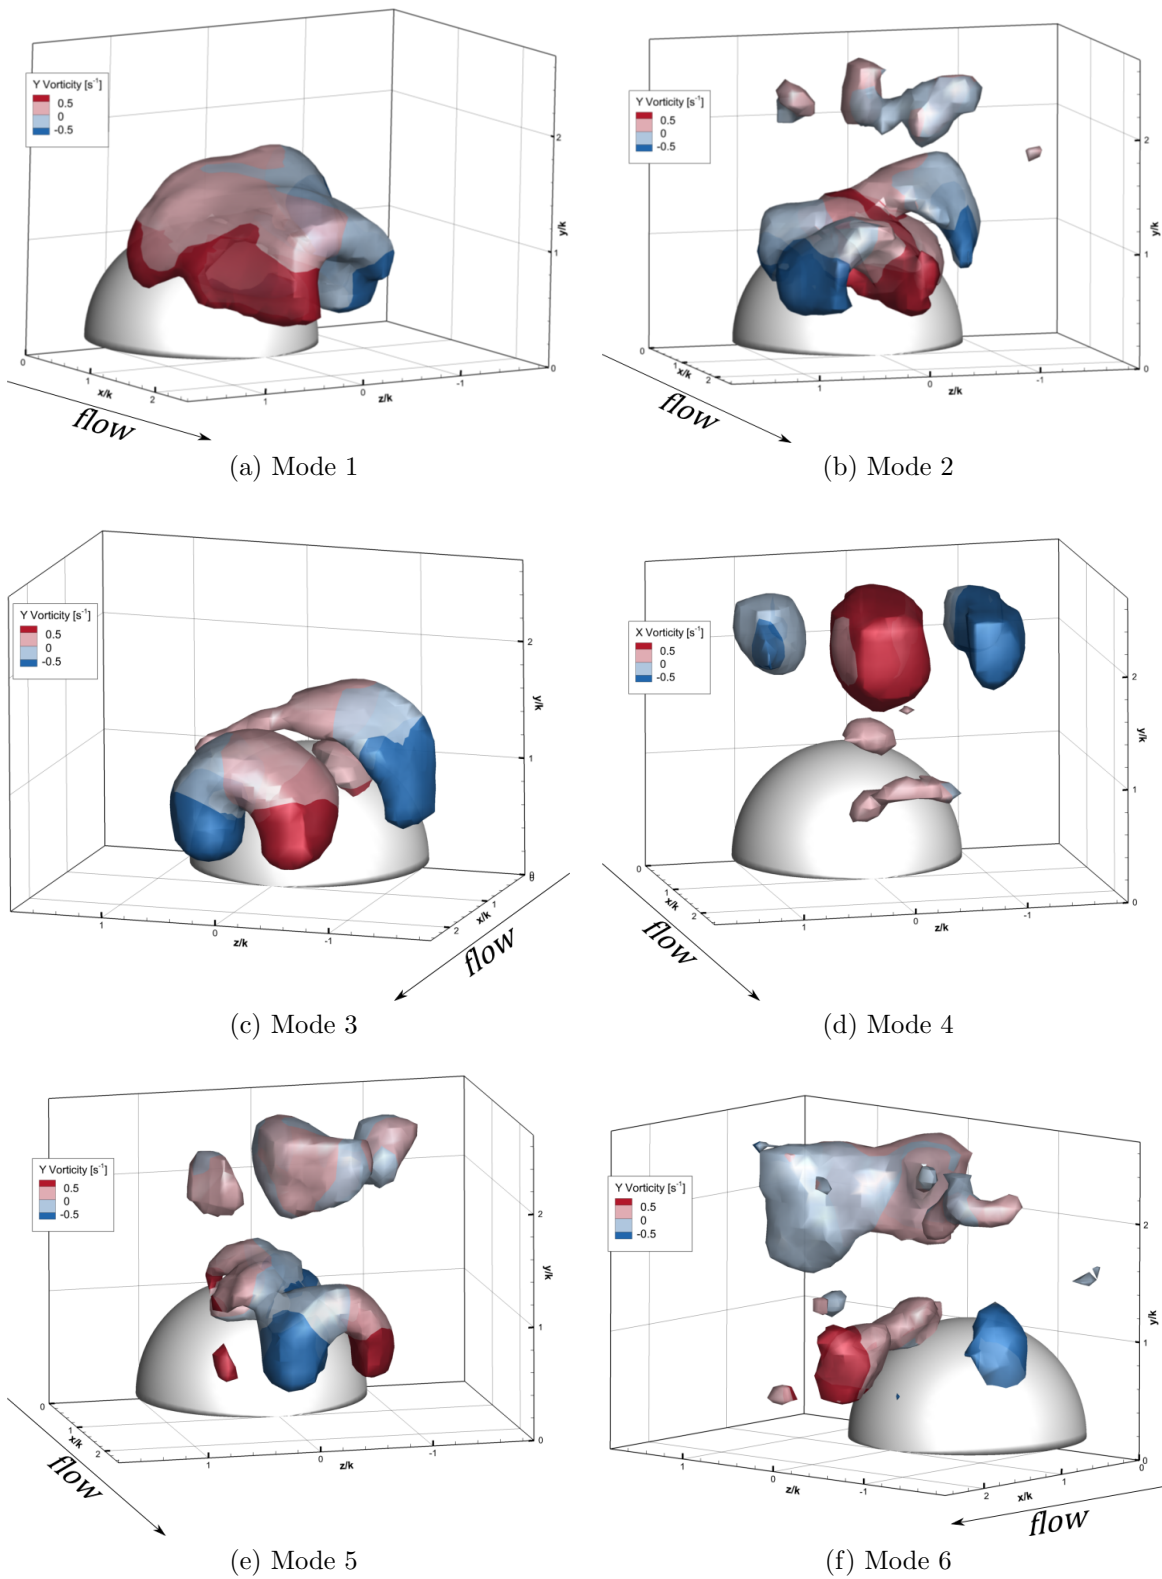 Y Vorticity [s⁻¹]
0.5
0
-0.5
2
1
0
y/k
0
1
2
x/k
1
0
-1
z/k
flow
(a) Mode 1
Y Vorticity [s⁻¹]
0.5
0
-0.5
2
1
0
y/k
0
1
2
x/k
1
0
-1
z/k
flow
(b) Mode 2
Y Vorticity [s⁻¹]
0.5
0
-0.5
2
1
0
y/k
1
0
-1
z/k
2
1
x/k
flow
(c) Mode 3
X Vorticity [s⁻¹]
0.5
0
-0.5
2
1
0
y/k
0
1
2
x/k
1
0
-1
z/k
flow
(d) Mode 4
Y Vorticity [s⁻¹]
0.5
0
-0.5
2
1
0
y/k
0
1
2
x/k
1
0
-1
z/k
flow
(e) Mode 5
Y Vorticity [s⁻¹]
0.5
0
-0.5
2
1
0
y/k
1
0
-1
z/k
2
1
0
x/k
flow
(f) Mode 6